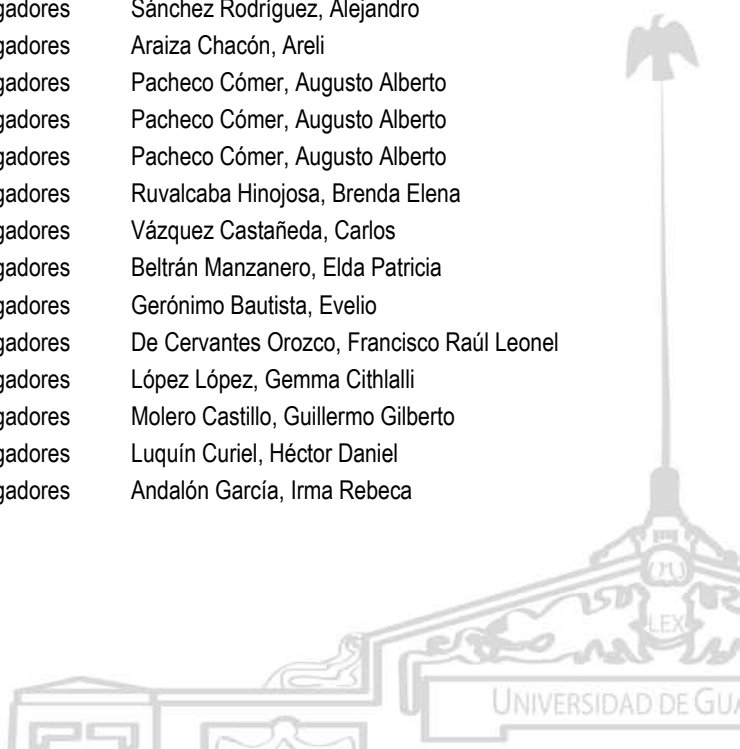 gadores Sánchez Rodríguez, Alejandro
gadores Araiza Chacón, Areli
gadores Pacheco Cómer, Augusto Alberto
gadores Pacheco Cómer, Augusto Alberto
gadores Pacheco Cómer, Augusto Alberto
gadores Ruvalcaba Hinojosa, Brenda Elena
gadores Vázquez Castañeda, Carlos
gadores Beltrán Manzanero, Elda Patricia
gadores Gerónimo Bautista, Evelio
gadores De Cervantes Orozco, Francisco Raúl Leonel
gadores López López, Gemma Cithlalli
gadores Molero Castillo, Guillermo Gilberto
gadores Luquín Curiel, Héctor Daniel
gadores Andalón García, Irma Rebeca
LEX
UNIVERSIDAD DE GUA